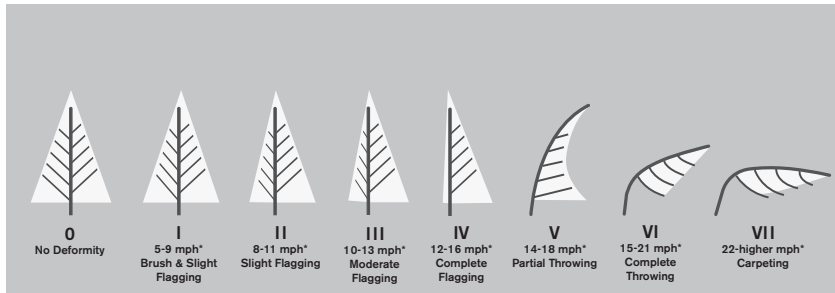 0
No Deformity
I
5-9 mph*
Brush & Slight
Flagging
II
8-11 mph*
Slight Flagging
III
10-13 mph*
Moderate
Flagging
IV
12-16 mph*
Complete
Flagging
V
14-18 mph*
Partial Throwing
VI
15-21 mph*
Complete
Throwing
VII
22-higher mph*
Carpeting